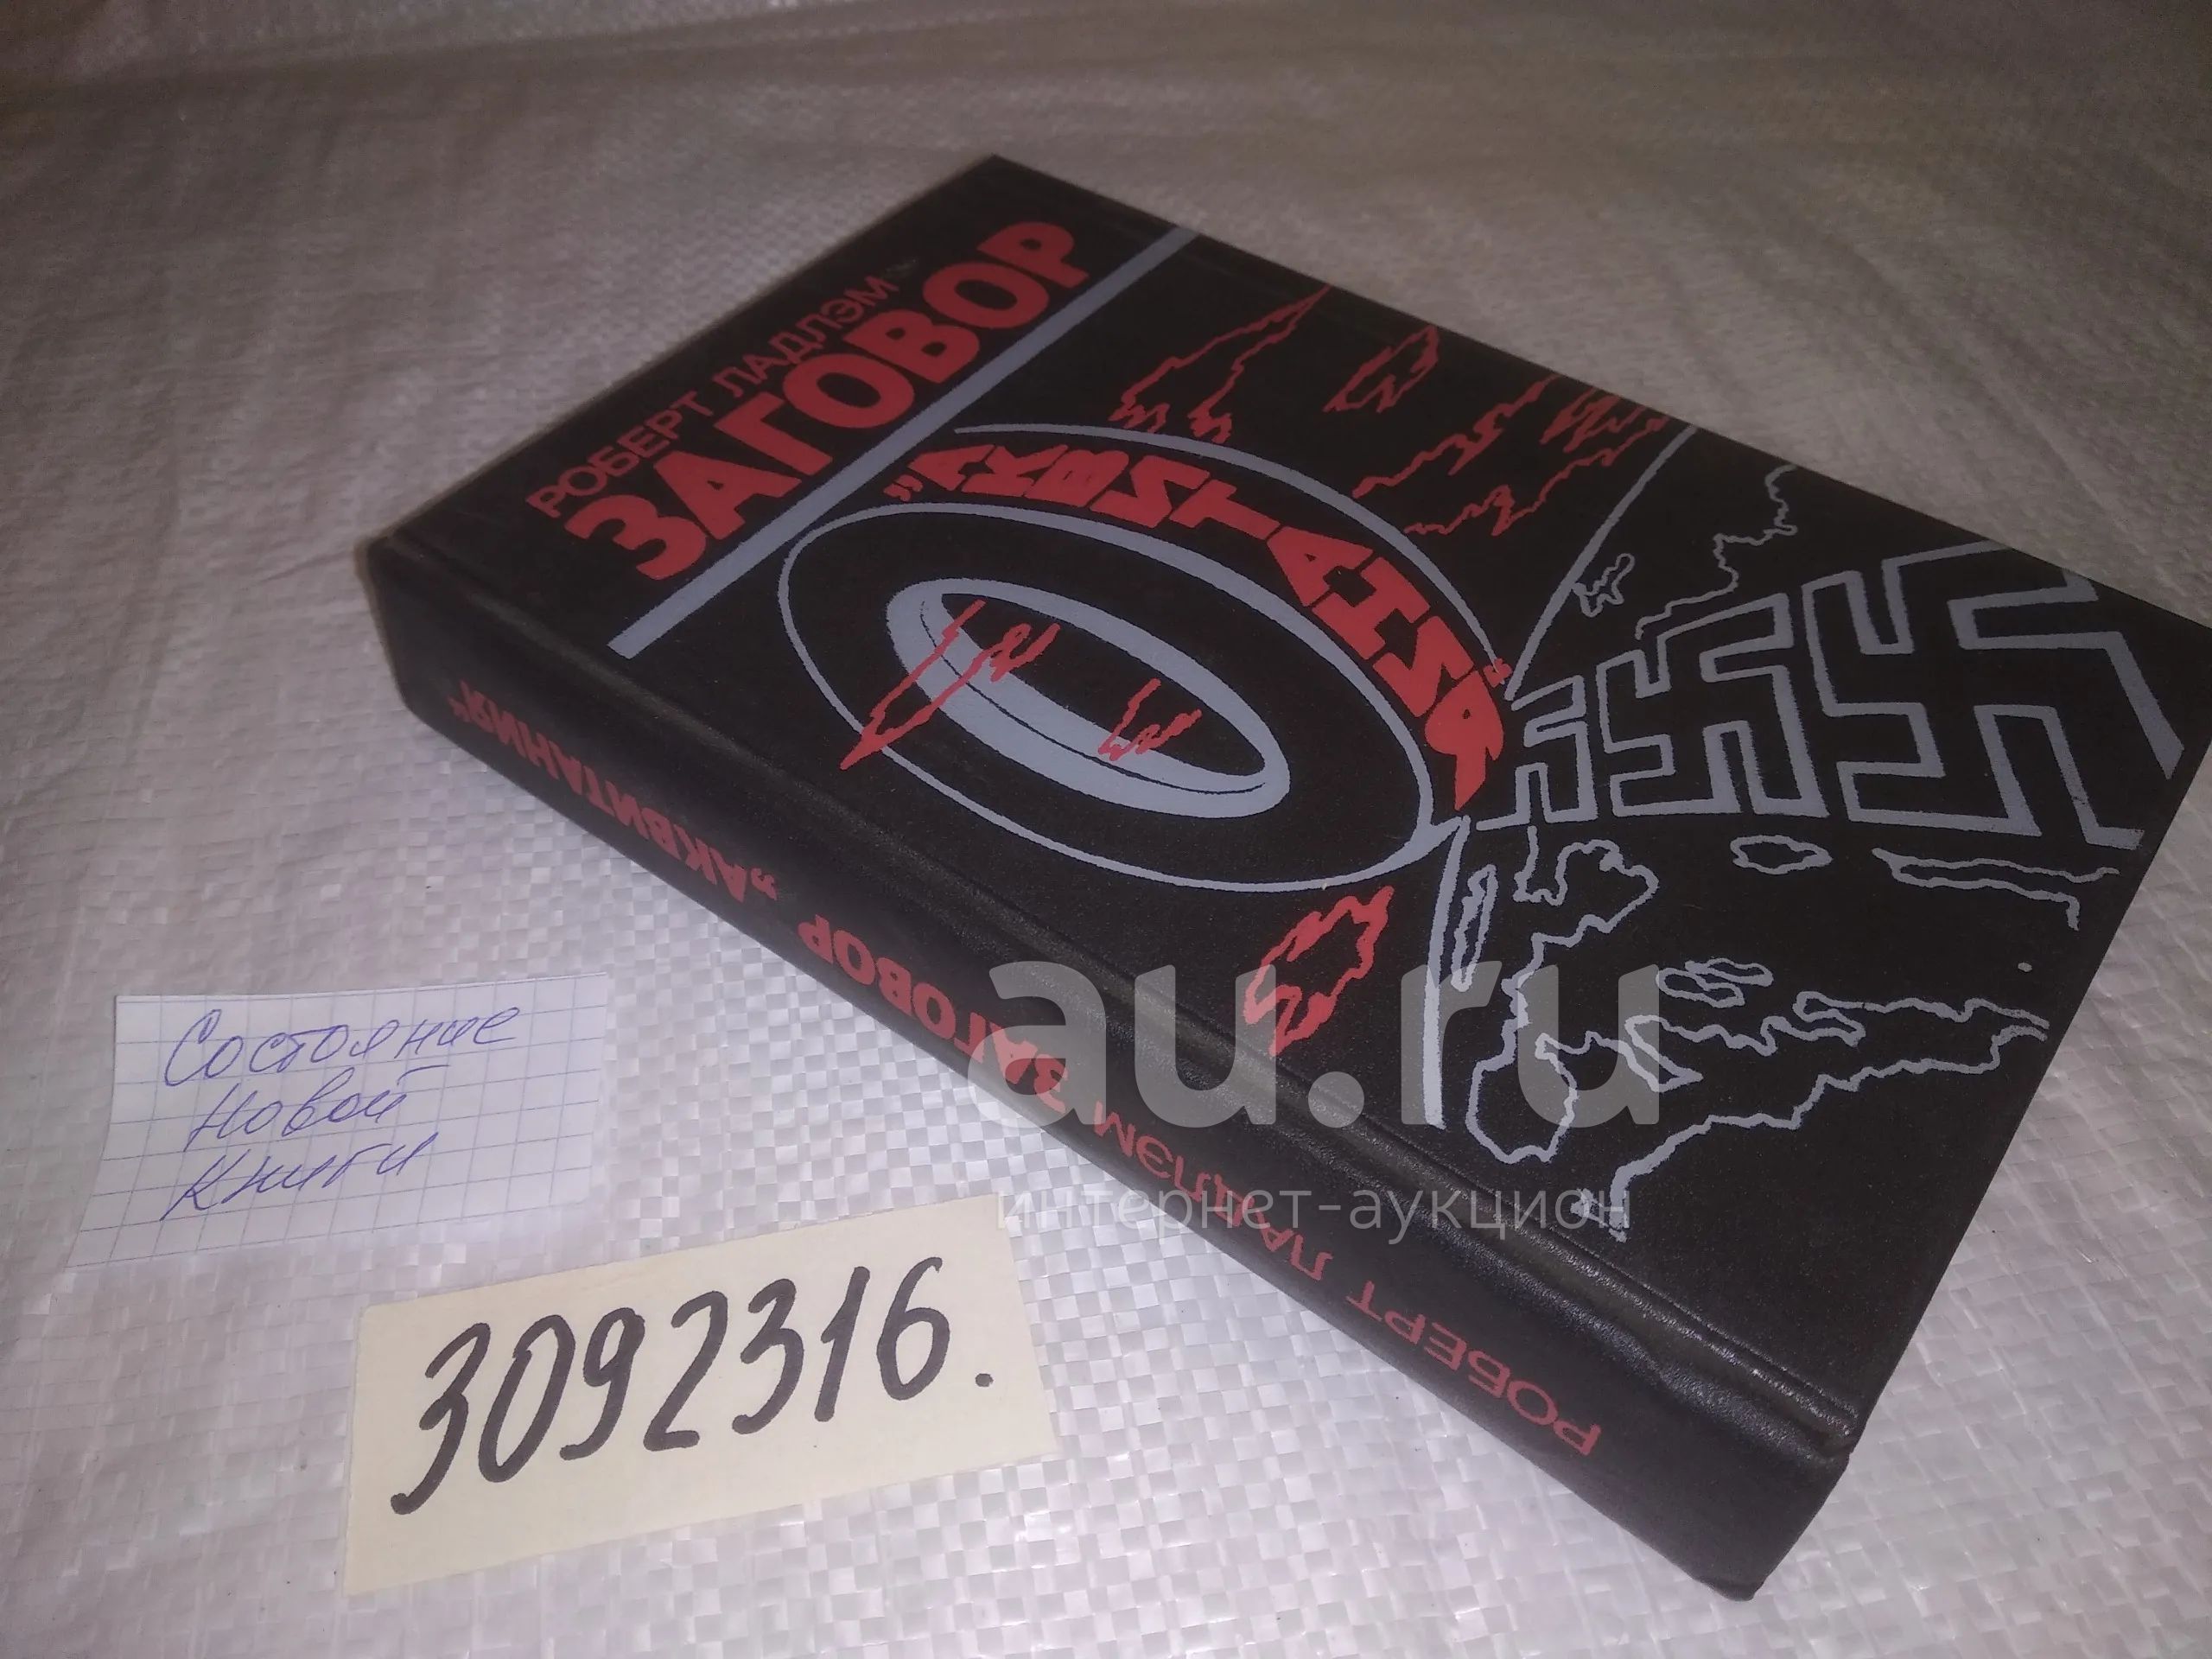 РОБЕРТ ЛАДЛЭМ
ЗАГОВОР
„АКВИТАНИЯ“
РОБЕРТ ЛАДЛЭМ ЗАГОВОР „АКВИТАНИЯ“
au.ru
интернет-аукцион
Состояние
новой
книги
3092316.